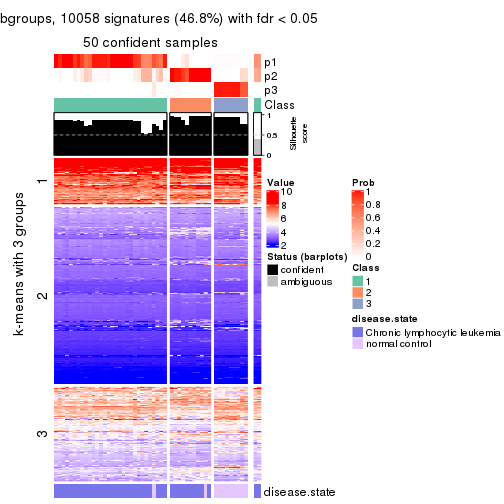 bgroups, 10058 signatures (46.8%) with fdr < 0.05
50 confident samples
p1
p2
p3
Class
1
0.5
0
Silhouette
score
k-means with 3 groups
1
2
3
disease.state
Value
10
8
6
4
2
Status (barplots)
confident
ambiguous
Prob
1
0.8
0.6
0.4
0.2
0
Class
1
2
3
disease.state
Chronic lymphocytic leukemia
normal control